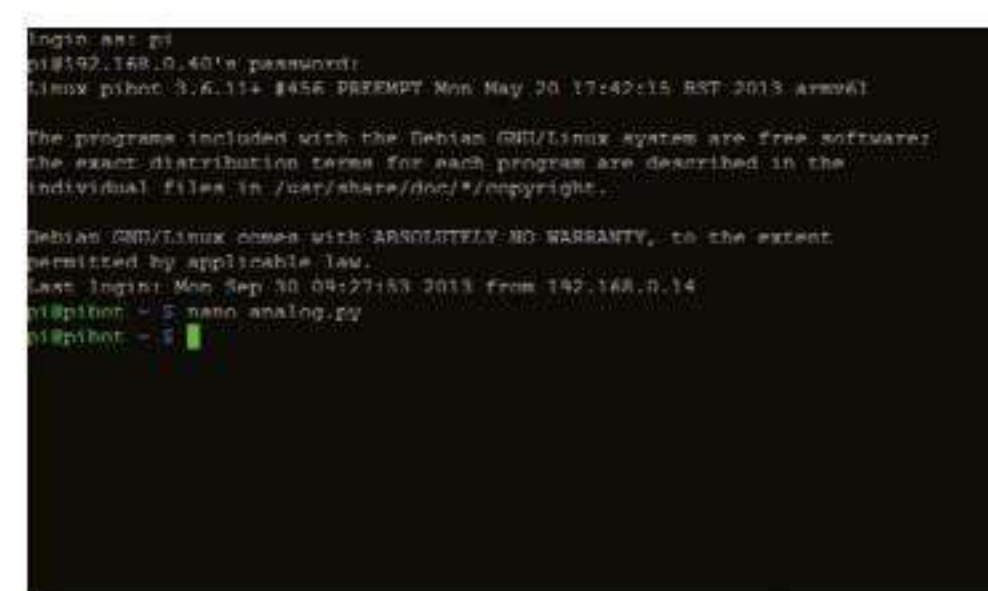 login as: pi
pi@192.168.0.40's password:
Linux pibot 3.6.11+ #456 PREEMPT Mon May 20 17:42:15 BST 2013 armv6l
The programs included with the Debian GNU/Linux system are free software;
the exact distribution terms for each program are described in the
individual files in /usr/share/doc/*/copyright.
Debian GNU/Linux comes with ABSOLUTELY NO WARRANTY, to the extent
permitted by applicable law.
Last login: Mon Sep 30 09:27:53 2013 from 192.168.0.14
pi@pibot ~ $ nano analog.py
pi@pibot ~ $